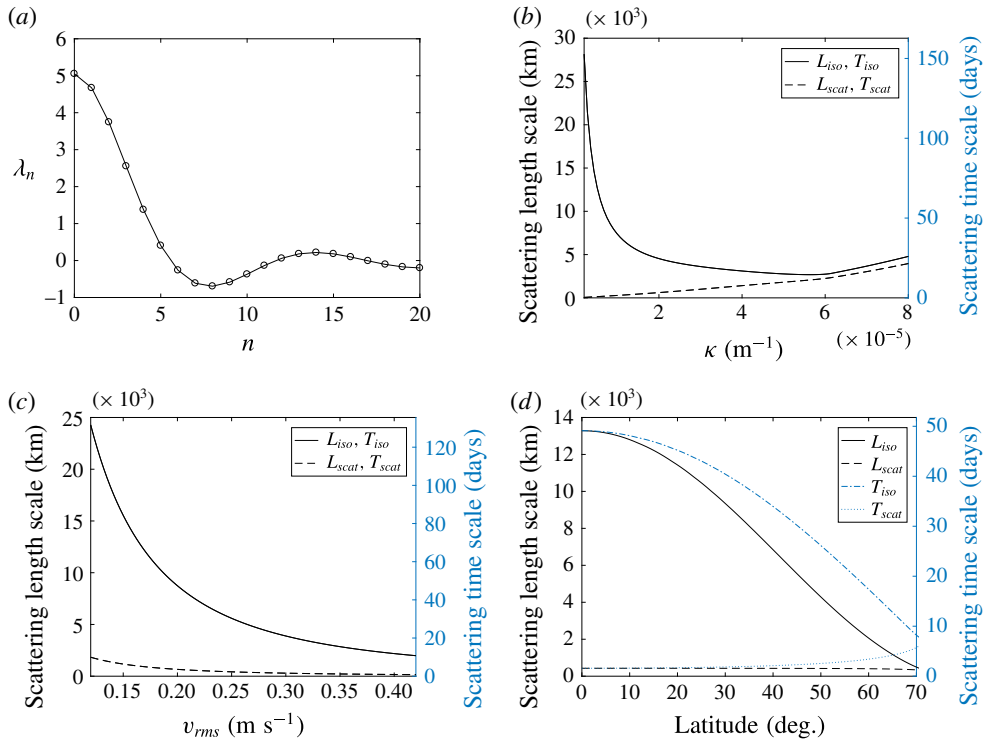 (a)
6
5
4
3
2
1
0
−1
λn
0 5 10 15 20
n
(b)
(× 10³)
30
25
20
15
10
5
0
Scattering length scale (km)
Liso, Tiso
Lscat, Tscat
150
100
50
0
Scattering time scale (days)
2 4 6 8
κ (m⁻¹)
(× 10⁻⁵)
(c)
(× 10³)
25
20
15
10
5
0
Scattering length scale (km)
Liso, Tiso
Lscat, Tscat
120
100
80
60
40
20
0
Scattering time scale (days)
0.15 0.20 0.25 0.30 0.35 0.40
vrms (m s⁻¹)
(d)
(× 10³)
14
12
10
8
6
4
2
0
Scattering length scale (km)
Liso
Lscat
Tiso
Tscat
50
40
30
20
10
0
Scattering time scale (days)
0 10 20 30 40 50 60 70
Latitude (deg.)